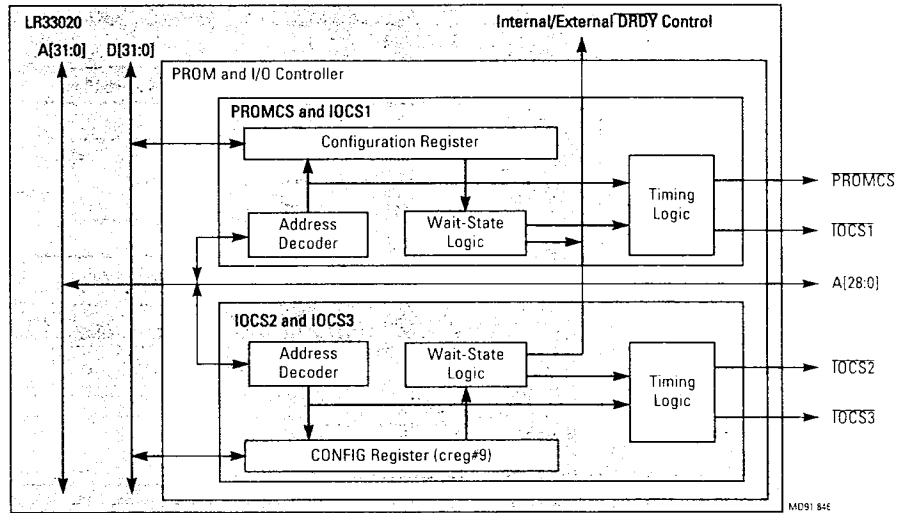 LR33020
Internal/External DRDY Control
A[31:0] D[31:0]
PROM and I/O Controller
PROMCS and IOCS1
Configuration Register
Address
Decoder
Wait-State
Logic
Timing
Logic
PROMCS
IOCS1
A[28:0]
IOCS2 and IOCS3
Address
Decoder
Wait-State
Logic
Timing
Logic
CONFIG Register (creg#9)
IOCS2
IOCS3
MD91.846